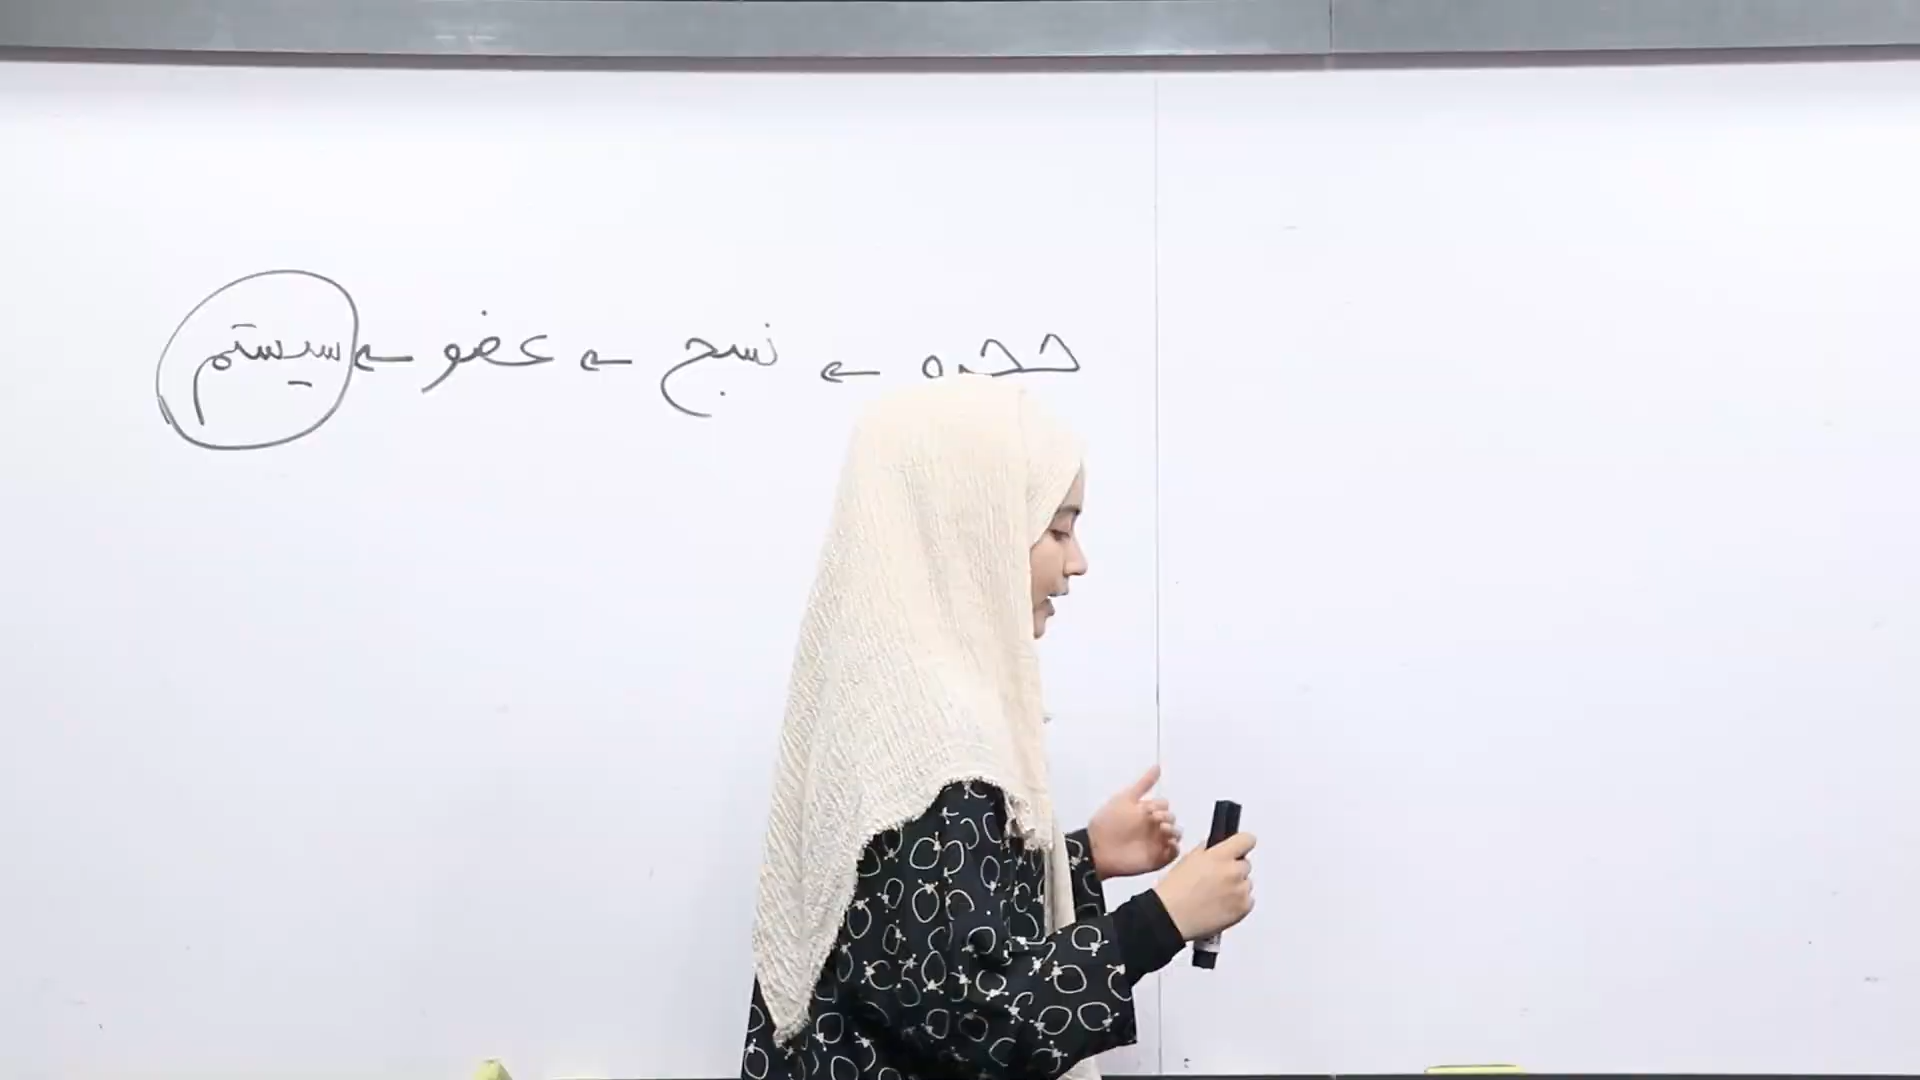 حجره ← نسج ← عضو ← سیستم